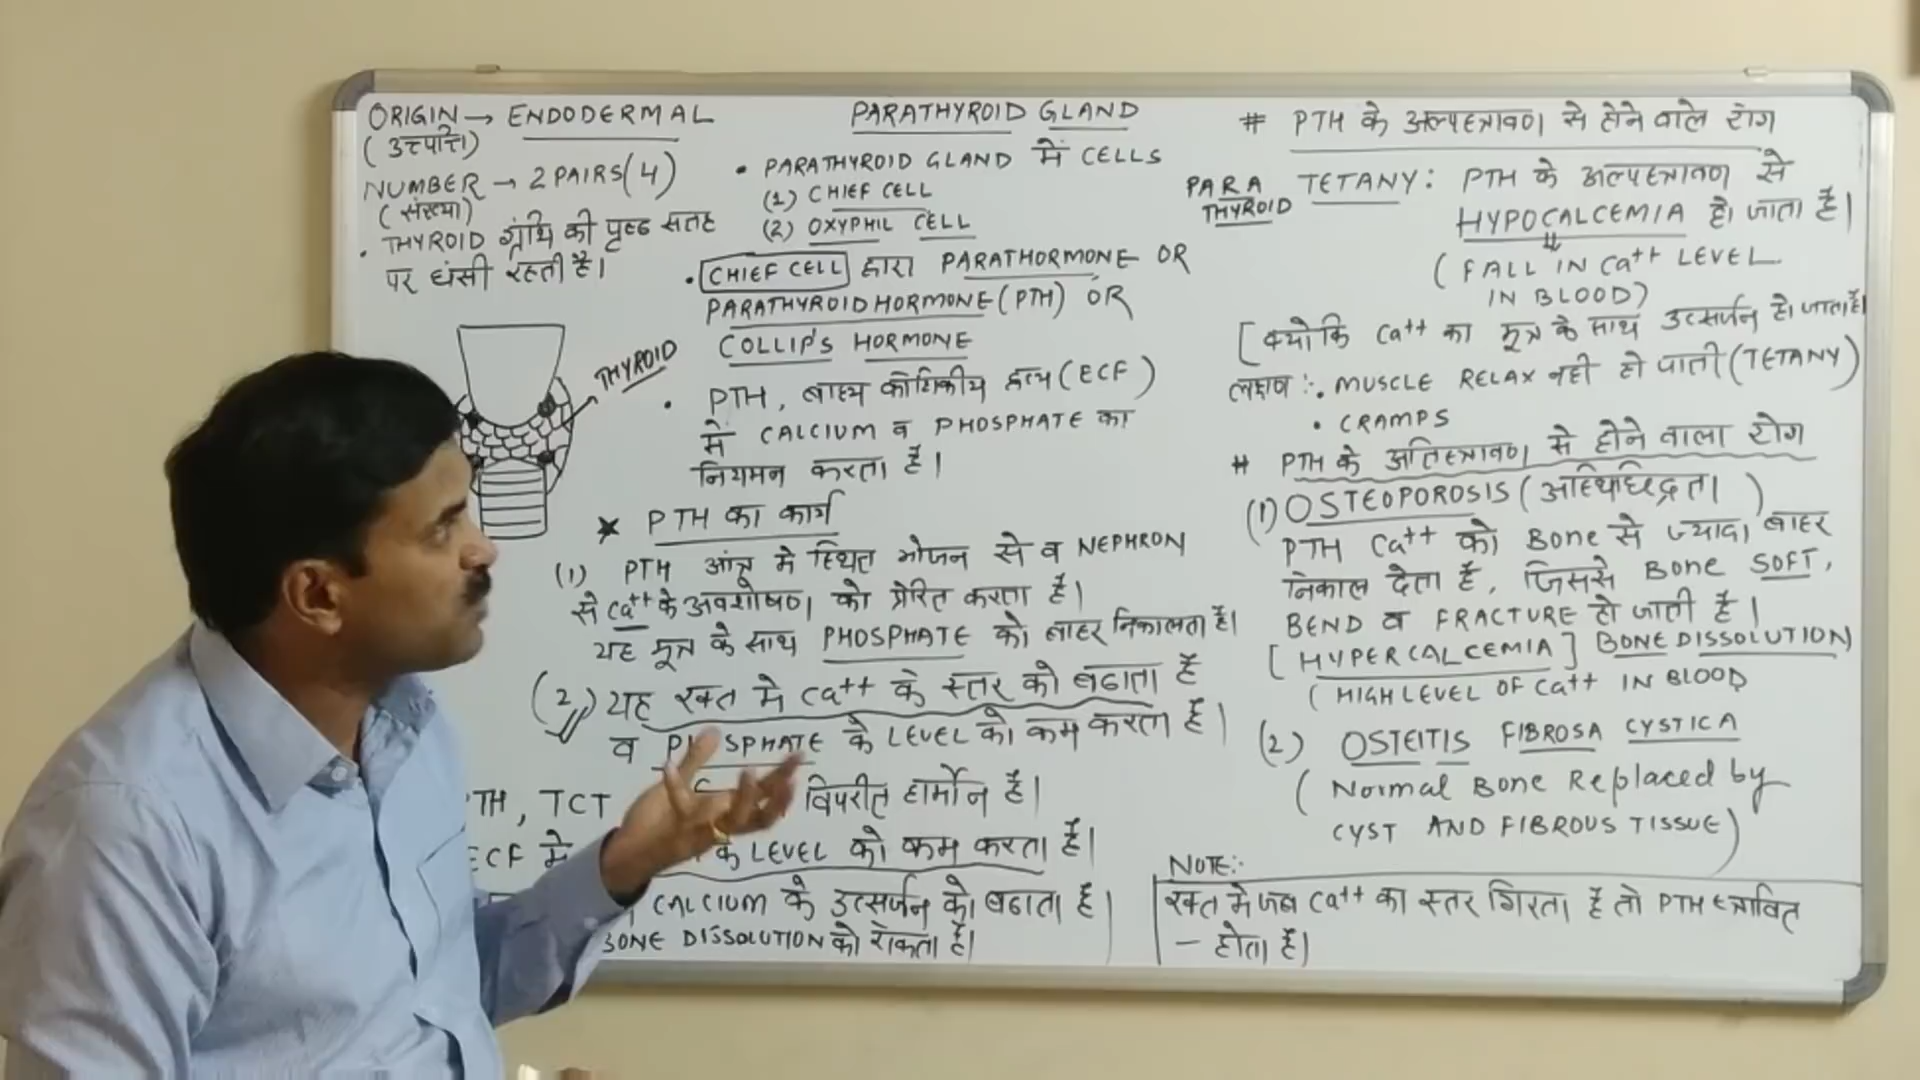 ORIGIN → ENDODERMAL
(उत्पत्ति)
NUMBER → 2 PAIRS (4)
(संख्या)
• THYROID ग्रंथि की पृष्ठ सतह
पर धंसी रहती है।
THYROID
PARATHYROID GLAND
• PARATHYROID GLAND में CELLS
(1) CHIEF CELL
(2) OXYPHIL CELL
• CHIEF CELL द्वारा PARATHORMONE OR
PARATHYROID HORMONE (PTH) OR
COLLIP'S HORMONE
• PTH, बाह्य कोशिकीय द्रव्य (ECF)
में CALCIUM व PHOSPHATE का
नियमन करता है।
★ PTH का कार्य
(1) PTH आंत्र मे स्थित भोजन से व NEPHRON
से Ca++ के अवशोषण को प्रेरित करता है।
यह मूत्र के साथ PHOSPHATE को बाहर निकालता है।
(2) यह रक्त मे Ca++ के स्तर को बढाता है
व PHOSPHATE के LEVEL को कम करता है।
TH, TCT विपरीत हार्मोन है।
ECF मे के LEVEL को कम करता है।
CALCIUM के उत्सर्जन को बढाता है
BONE DISSOLUTION को रोकता है।
# PTH के अल्पस्त्रावण से होने वाले रोग
PARA THYROID TETANY : PTH के अल्पस्त्रावण से
HYPOCALCEMIA हो जाता है।
(FALL IN Ca++ LEVEL
IN BLOOD)
[क्योकि Ca++ का मूत्र के साथ उत्सर्जन हो जाता है।
लक्षण :• MUSCLE RELAX नही हो पाती (TETANY)
• CRAMPS
# PTH के अतिस्त्रावण से होने वाला रोग
(1) OSTEOPOROSIS (अस्थिछिद्रता)
PTH Ca++ को Bone से ज्यादा बाहर
निकाल देता है, जिससे Bone SOFT,
BEND व FRACTURE हो जाती है।
[HYPERCALCEMIA] BONE DISSOLUTION)
(HIGH LEVEL OF Ca++ IN BLOOD
(2) OSTEITIS FIBROSA CYSTICA
(Normal Bone Replaced by
CYST AND FIBROUS TISSUE)
NOTE:-
रक्त मे जब Ca++ का स्तर गिरता है तो PTH स्त्रावित
— होता है।